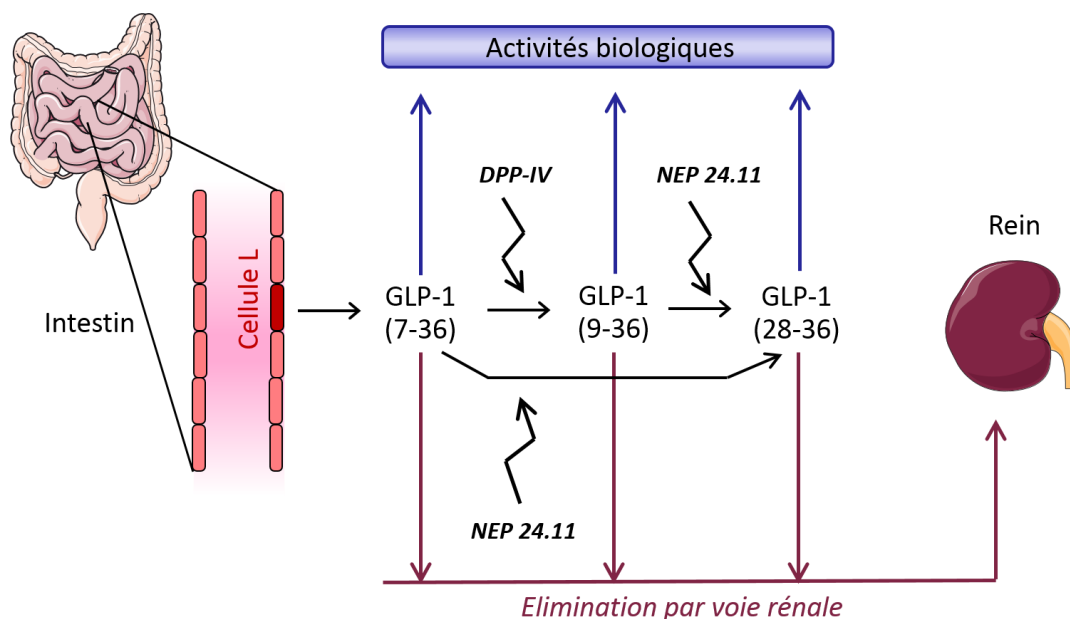 Activités biologiques
DPP-IV
NEP 24.11
Rein
Intestin
Cellule L
GLP-1
(7-36)
GLP-1
(9-36)
GLP-1
(28-36)
NEP 24.11
Elimination par voie rénale